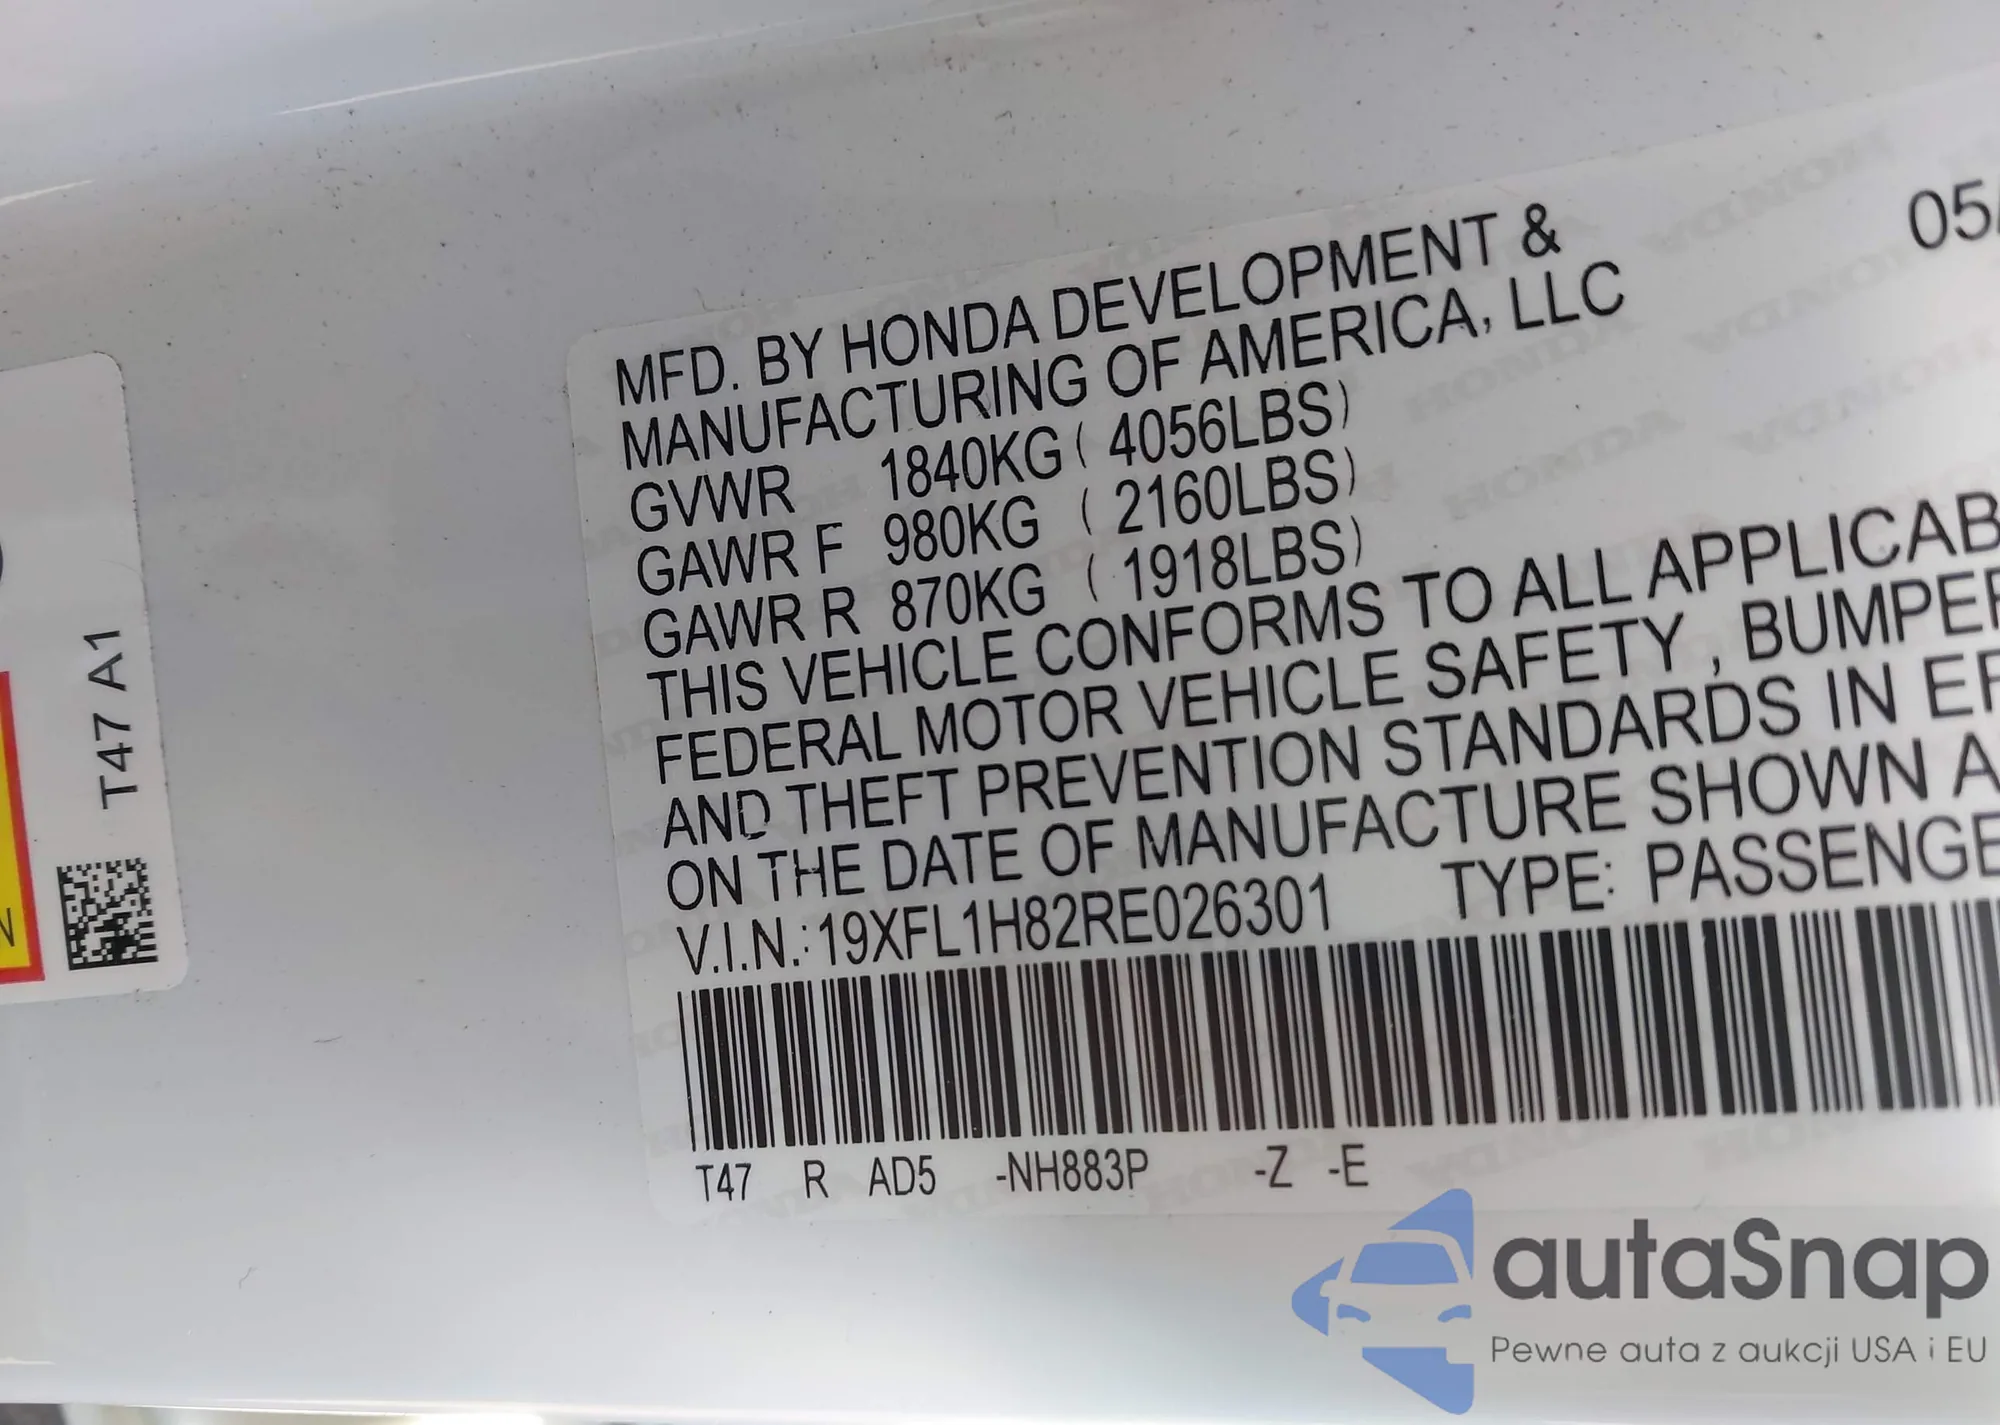 05/
MFD. BY HONDA DEVELOPMENT &
MANUFACTURING OF AMERICA, LLC
GVWR 1840KG ( 4056LBS)
GAWR F 980KG ( 2160LBS)
GAWR R 870KG ( 1918LBS)
THIS VEHICLE CONFORMS TO ALL APPLICAB
FEDERAL MOTOR VEHICLE SAFETY , BUMPER
AND THEFT PREVENTION STANDARDS IN EF
ON THE DATE OF MANUFACTURE SHOWN A
V.I.N.: 19XFL1H82RE026301 TYPE: PASSENGE
T47 R AD5 -NH883P -Z -E
T47 A1
autaSnap
Pewne auta z aukcji USA i EU